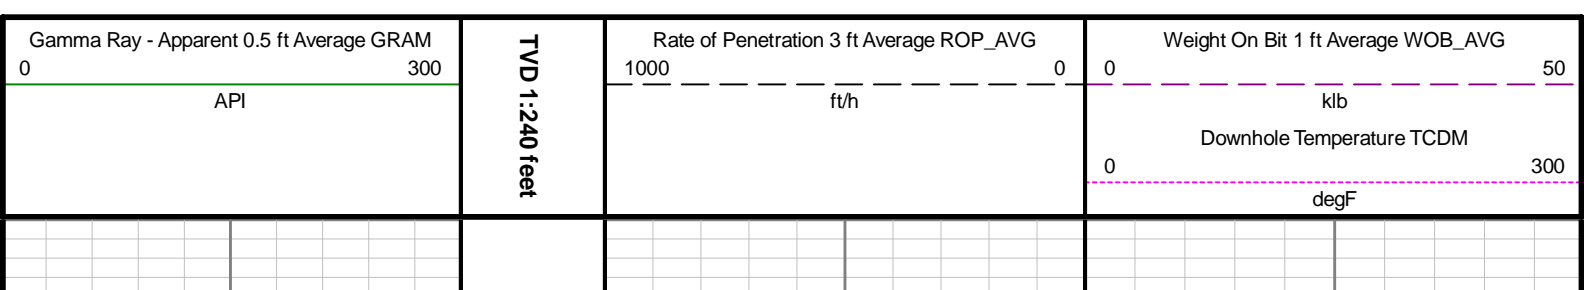 Gamma Ray - Apparent 0.5 ft Average GRAM
0 300
API
TVD 1:240 feet
Rate of Penetration 3 ft Average ROP_AVG
1000 0
ft/h
Weight On Bit 1 ft Average WOB_AVG
0 50
klb
Downhole Temperature TCDM
0 300
degF